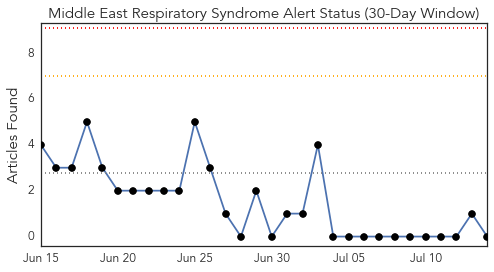 Middle East Respiratory Syndrome Alert Status (30-Day Window)
Articles Found
8
6
4
2
0
Jun 15 Jun 20 Jun 25 Jun 30 Jul 05 Jul 10